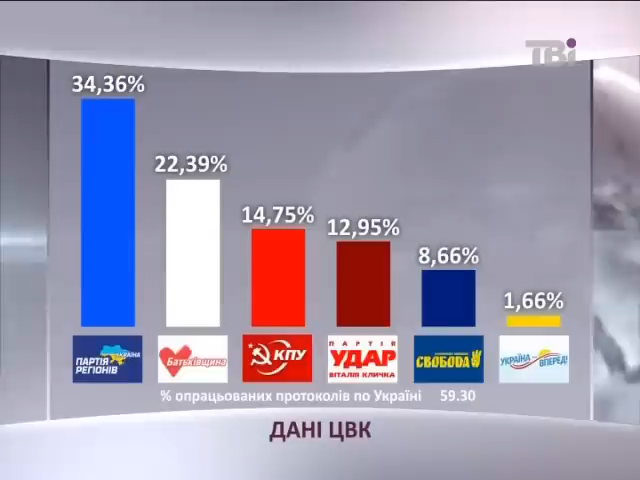 ТВі
34,36%
22,39%
14,75%
12,95%
8,66%
1,66%
УКРАЇНА
ПАРТІЯ
РЕГІОНІВ
Батьківщина
КПУ
ПАРТІЯ
УДАР
ВІТАЛІЯ КЛИЧКА
СВОБОДА
УКРАЇНА
ВПЕРЕД!
% опрацьованих протоколів по Україні 59.30
ДАНІ ЦВК